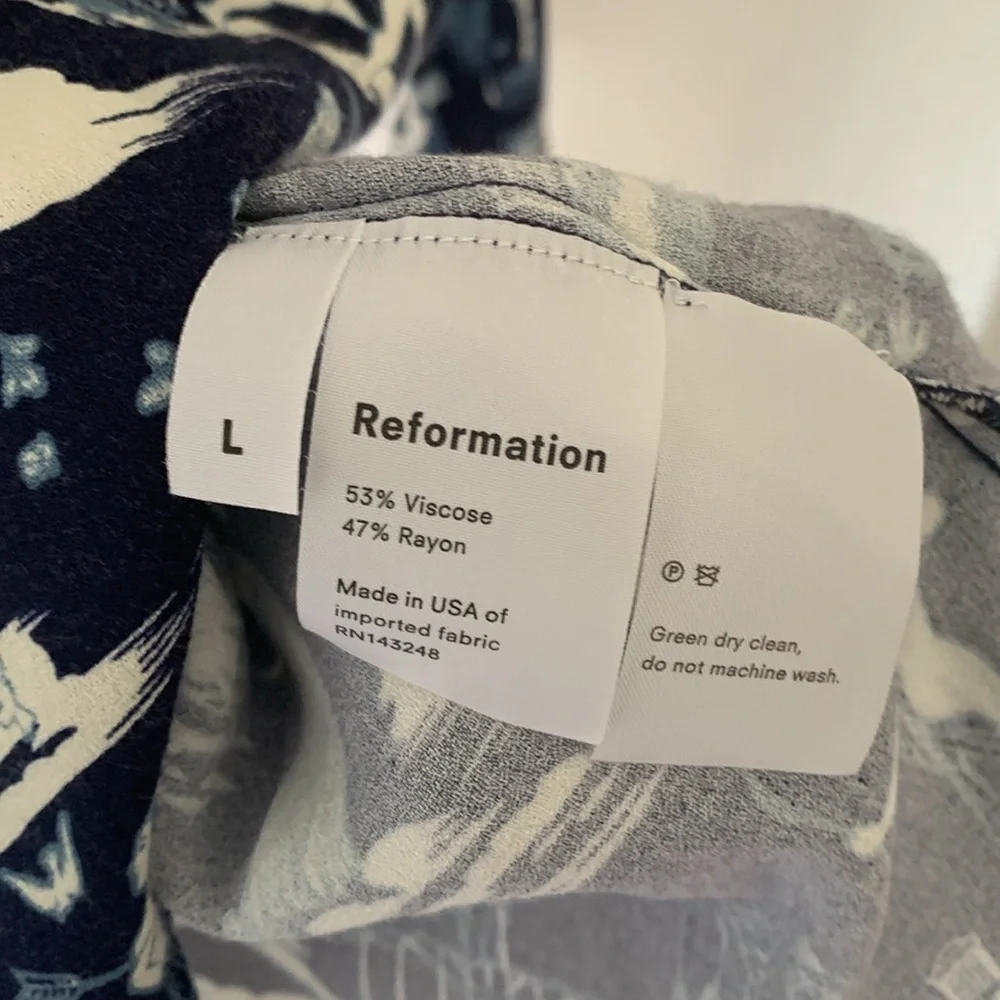 L
Reformation
53% Viscose
47% Rayon
Made in USA of
imported fabric
RN143248
P
Green dry clean,
do not machine wash.